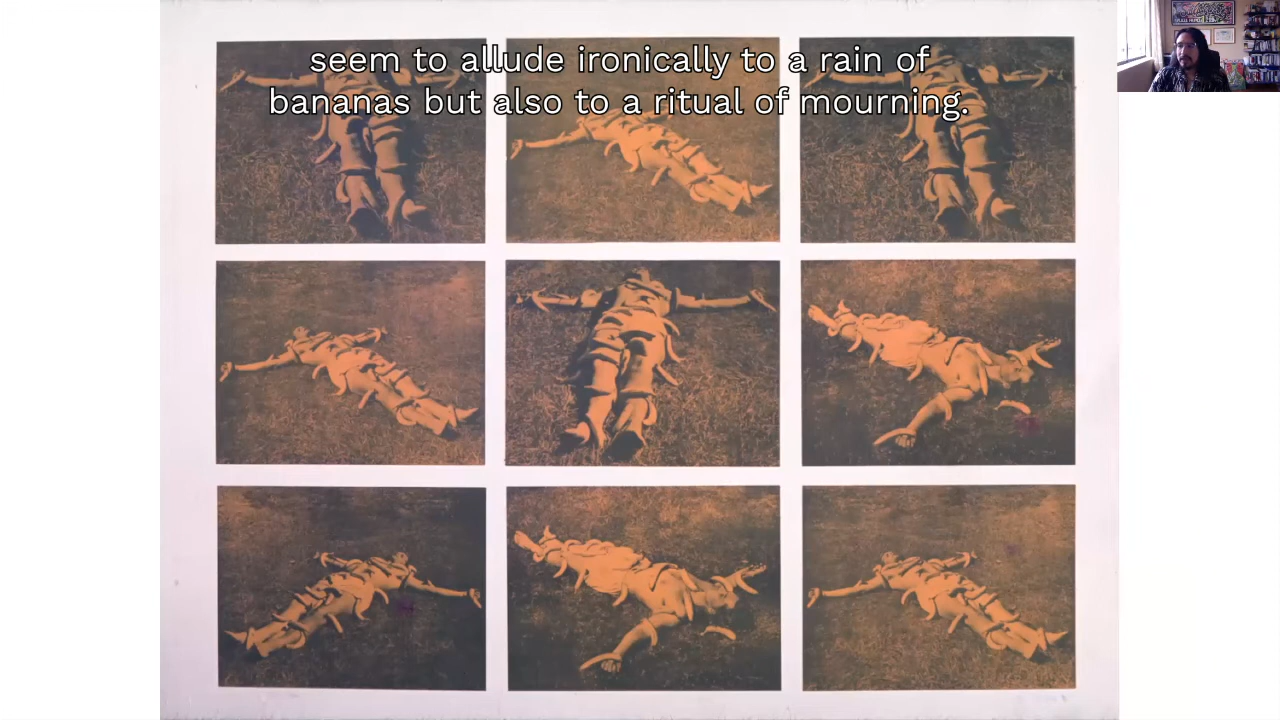 seem to allude ironically to a rain of
bananas but also to a ritual of mourning.